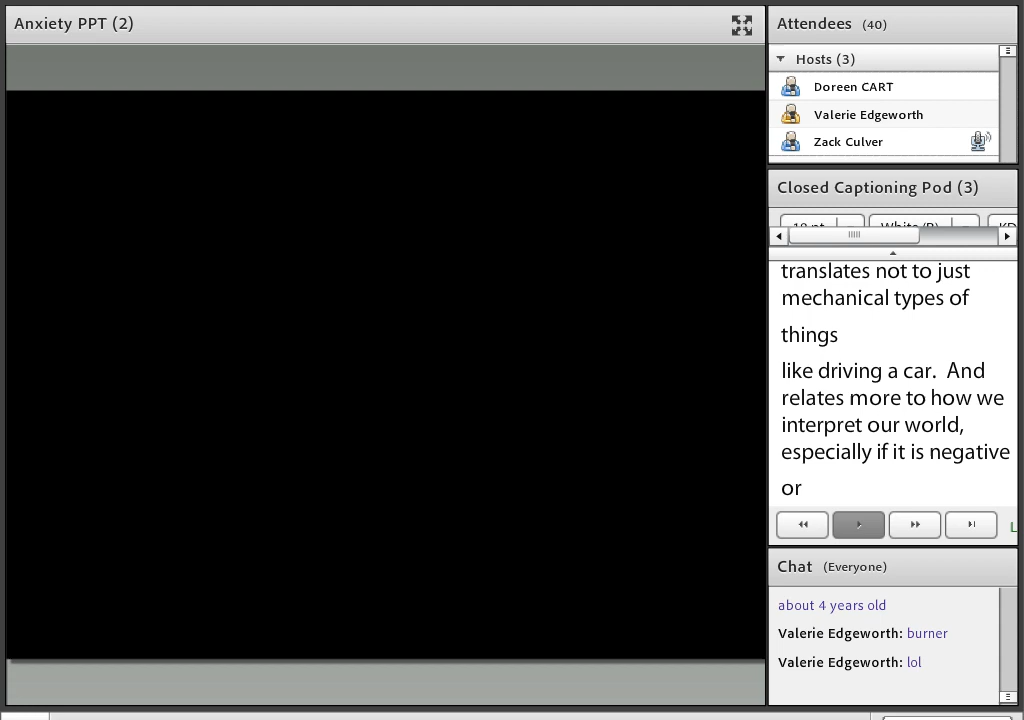 Anxiety PPT (2)
Attendees (40)
Hosts (3)
Doreen CART
Valerie Edgeworth
Zack Culver
Closed Captioning Pod (3)
translates not to just
mechanical types of
things
like driving a car. And
relates more to how we
interpret our world,
especially if it is negative
or
Chat (Everyone)
about 4 years old
Valerie Edgeworth: burner
Valerie Edgeworth: lol